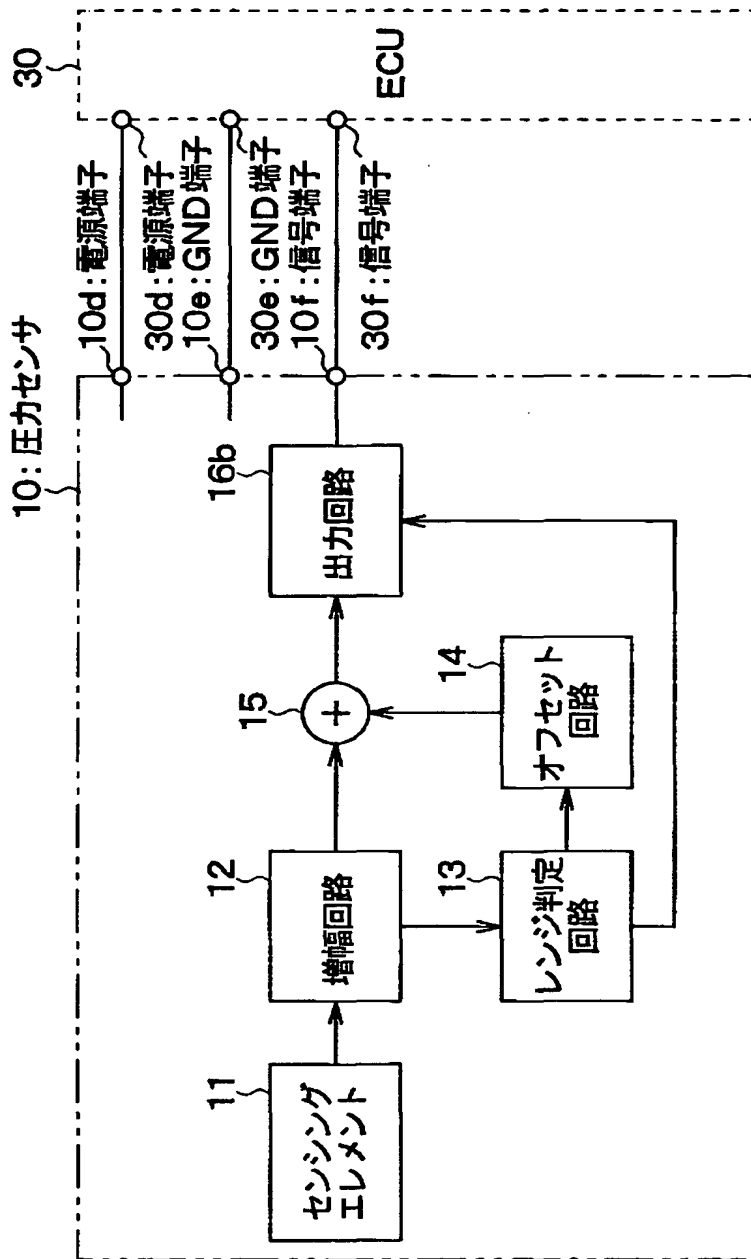 10:圧力センサ
30
10d:電源端子
30d:電源端子
10e:GND端子
30e:GND端子
10f:信号端子
30f:信号端子
ECU
11
センシング
エレメント
12
増幅回路
15
+
16b
出力回路
13
レンジ判定
回路
14
オフセット
回路